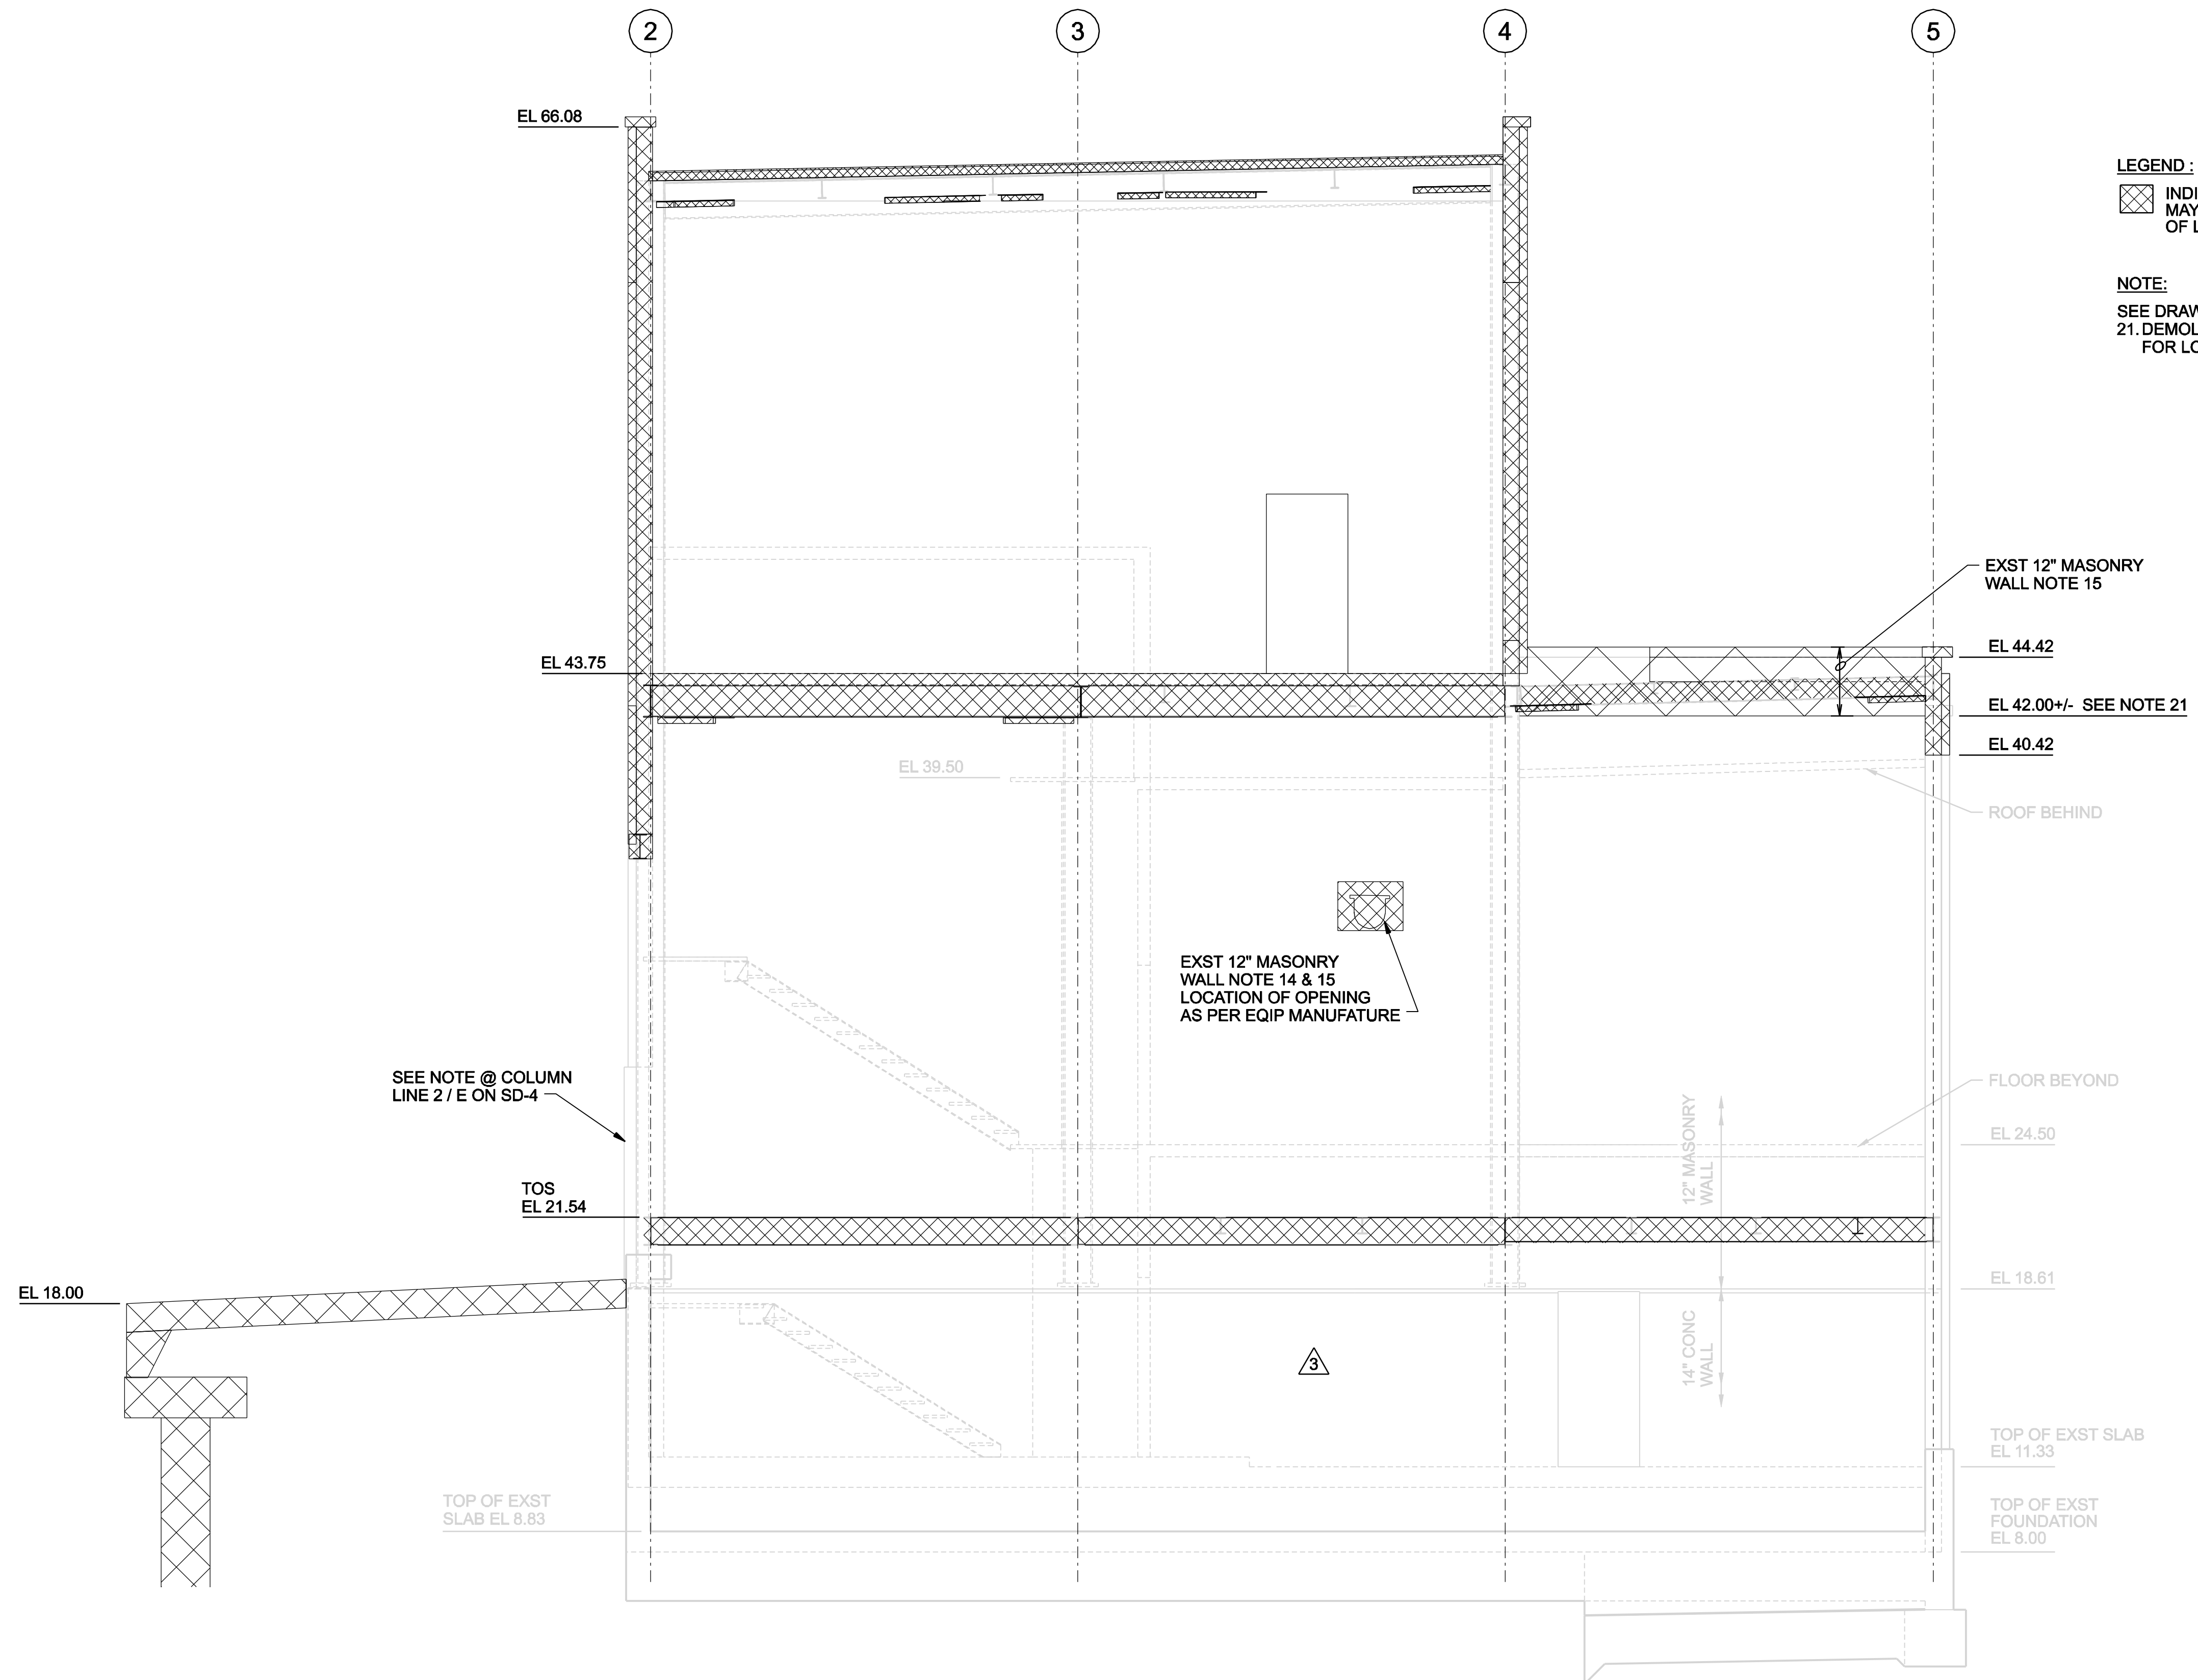 2
3
4
5
EL 66.08
LEGEND :
OF
NOTE:
SEE
21.
FOR
EXST 12" MASONRY
WALL NOTE 15
EL 43.75
EL 44.42
EL 42.00+/- SEE NOTE 21
EL 40.42
EL 39.50
ROOF BEHIND
EXST 12" MASONRY
WALL NOTE 14 & 15
LOCATION OF OPENING
AS PER EQIP MANUFATURE
SEE NOTE @ COLUMN
LINE 2 / E ON SD-4
FLOOR BEYOND
12" MASONRY
WALL
EL 24.50
TOS
EL 21.54
EL 18.00
EL 18.61
14" CONC
WALL
3
TOP OF EXST SLAB
EL 11.33
TOP OF EXST
SLAB EL 8.83
TOP OF EXST
FOUNDATION
EL 8.00